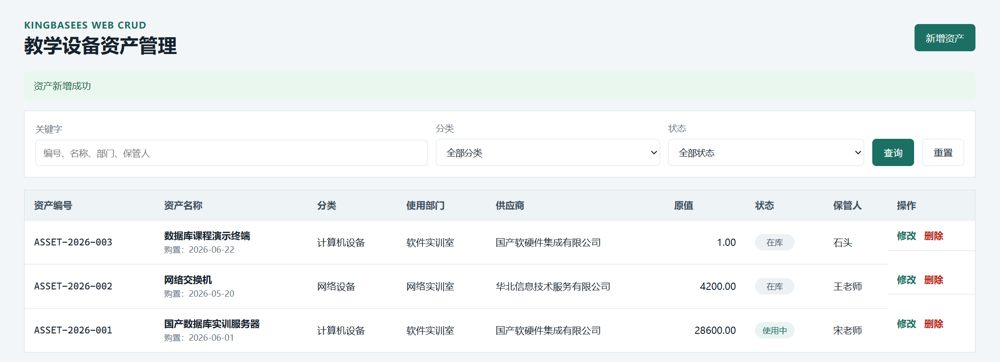 KINGBASEES WEB CRUD
教学设备资产管理
新增资产
资产新增成功
关键字 分类 状态
编号、名称、部门、保管人 全部分类 全部状态 查询 重置
资产编号 资产名称 分类 使用部门 供应商 原值 状态 保管人 操作
ASSET-2026-003 数据库课程演示终端 计算机设备 软件实训室 国产软硬件集成有限公司 1.00 在库 石头 修改 删除
购置：2026-06-22
ASSET-2026-002 网络交换机 网络设备 网络实训室 华北信息技术服务有限公司 4200.00 在库 王老师 修改 删除
购置：2026-05-20
ASSET-2026-001 国产数据库实训服务器 计算机设备 软件实训室 国产软硬件集成有限公司 28600.00 使用中 宋老师 修改 删除
购置：2026-06-01